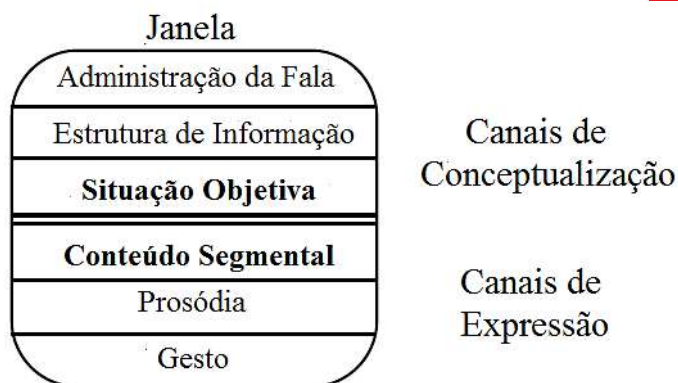 Janela
Administração da Fala
Estrutura de Informação
Situação Objetiva
Canais de
Conceptualização
Conteúdo Segmental
Prosódia
Gesto
Canais de
Expressão